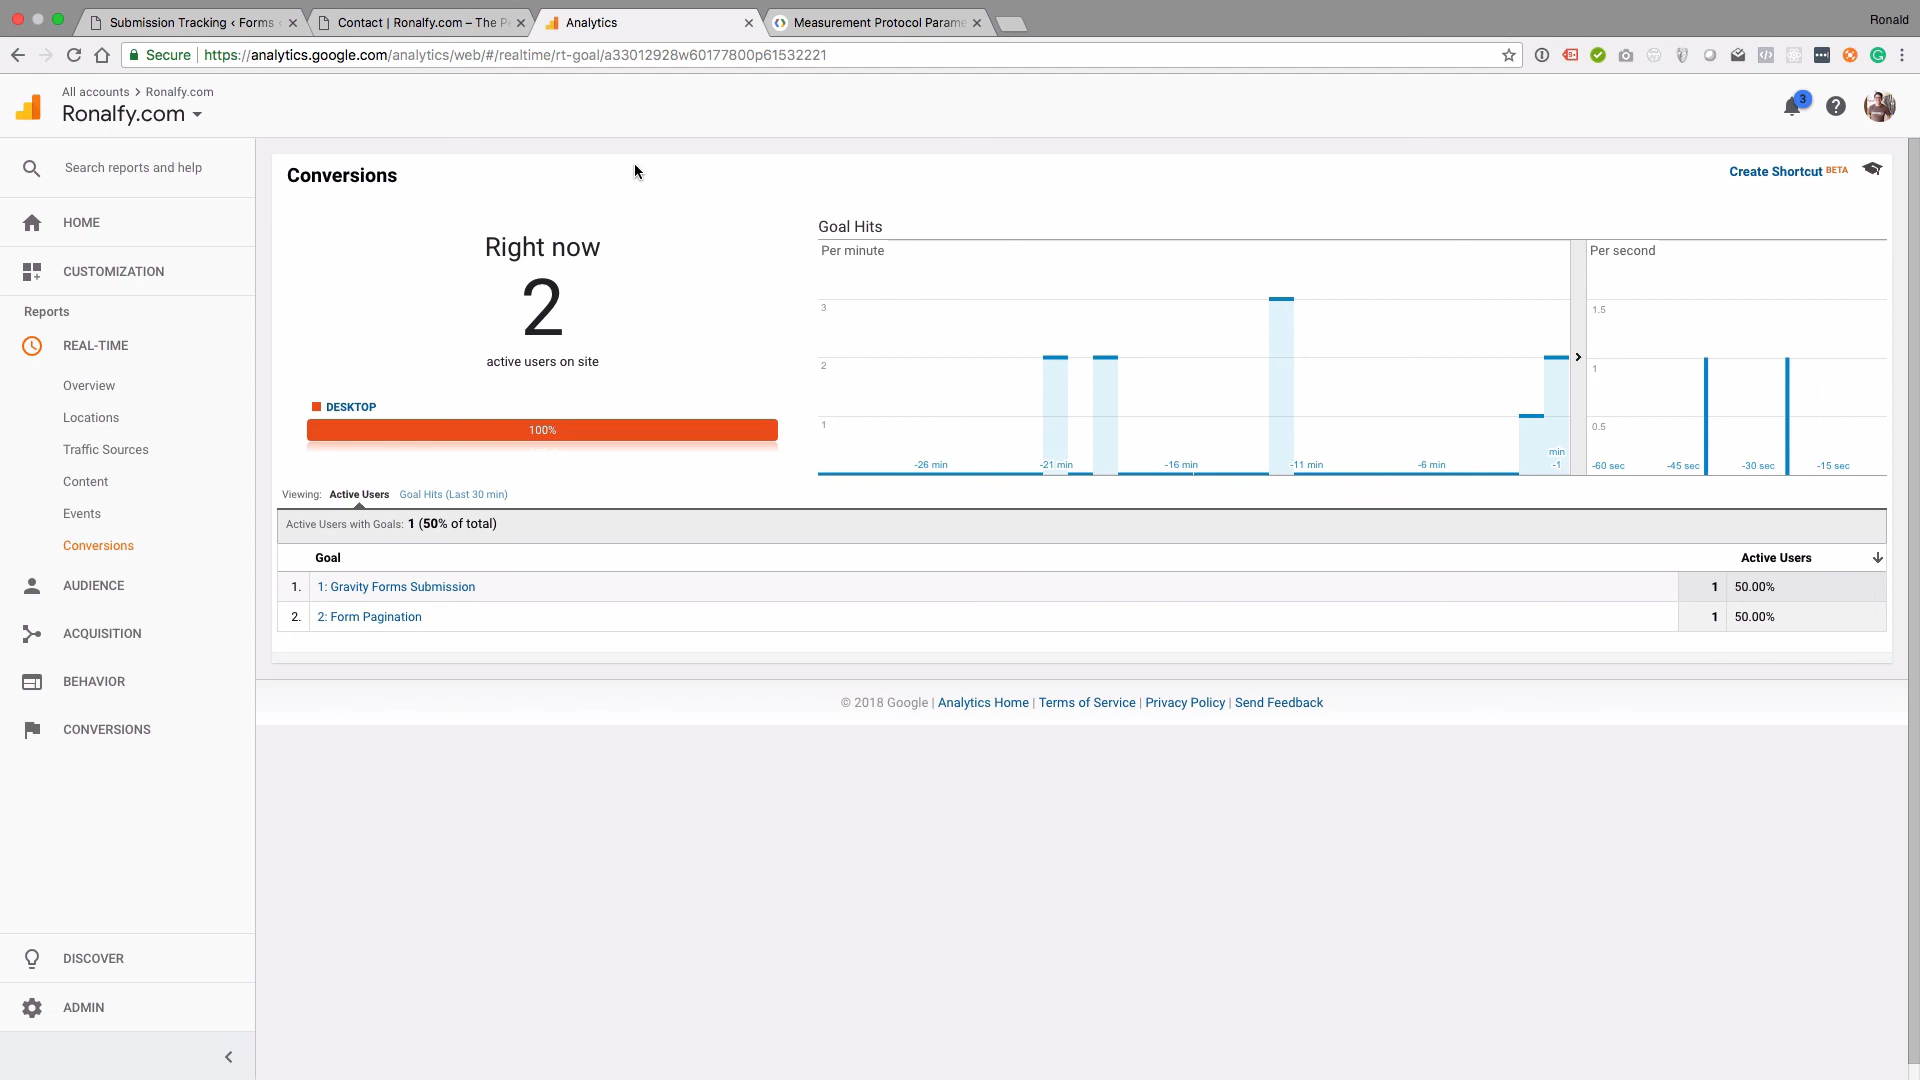 Submission Tracking ‹ Forms
Contact | Ronalfy.com – The P
Analytics
Measurement Protocol Parame
Ronald
Secure
https://analytics.google.com/analytics/web/#/realtime/rt-goal/a33012928w60177800p61532221
All accounts > Ronalfy.com
Ronalfy.com
3
Search reports and help
HOME
CUSTOMIZATION
Reports
REAL-TIME
Overview
Locations
Traffic Sources
Content
Events
Conversions
AUDIENCE
ACQUISITION
BEHAVIOR
CONVERSIONS
DISCOVER
ADMIN
Conversions
Create Shortcut BETA
Right now
2
active users on site
DESKTOP
100%
Goal Hits
Per minute
Per second
3
2
1
1.5
1
0.5
-26 min
-21 min
-16 min
-11 min
-6 min
min
-1
-60 sec
-45 sec
-30 sec
-15 sec
Viewing: Active Users Goal Hits (Last 30 min)
Active Users with Goals: 1 (50% of total)
Goal Active Users
1. 1: Gravity Forms Submission 1 50.00%
2. 2: Form Pagination 1 50.00%
© 2018 Google | Analytics Home | Terms of Service | Privacy Policy | Send Feedback